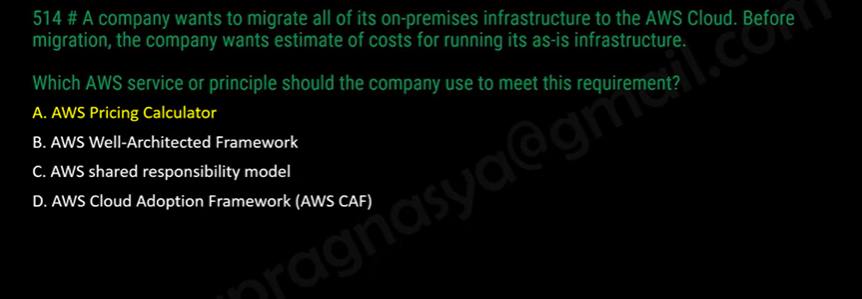 514 # A company wants to migrate all of its on-premises infrastructure to the AWS Cloud. Before
migration, the company wants estimate of costs for running its as-is infrastructure.
Which AWS service or principle should the company use to meet this requirement?
A. AWS Pricing Calculator
B. AWS Well-Architected Framework
C. AWS shared responsibility model
D. AWS Cloud Adoption Framework (AWS CAF)
pragnasya@gmail.com